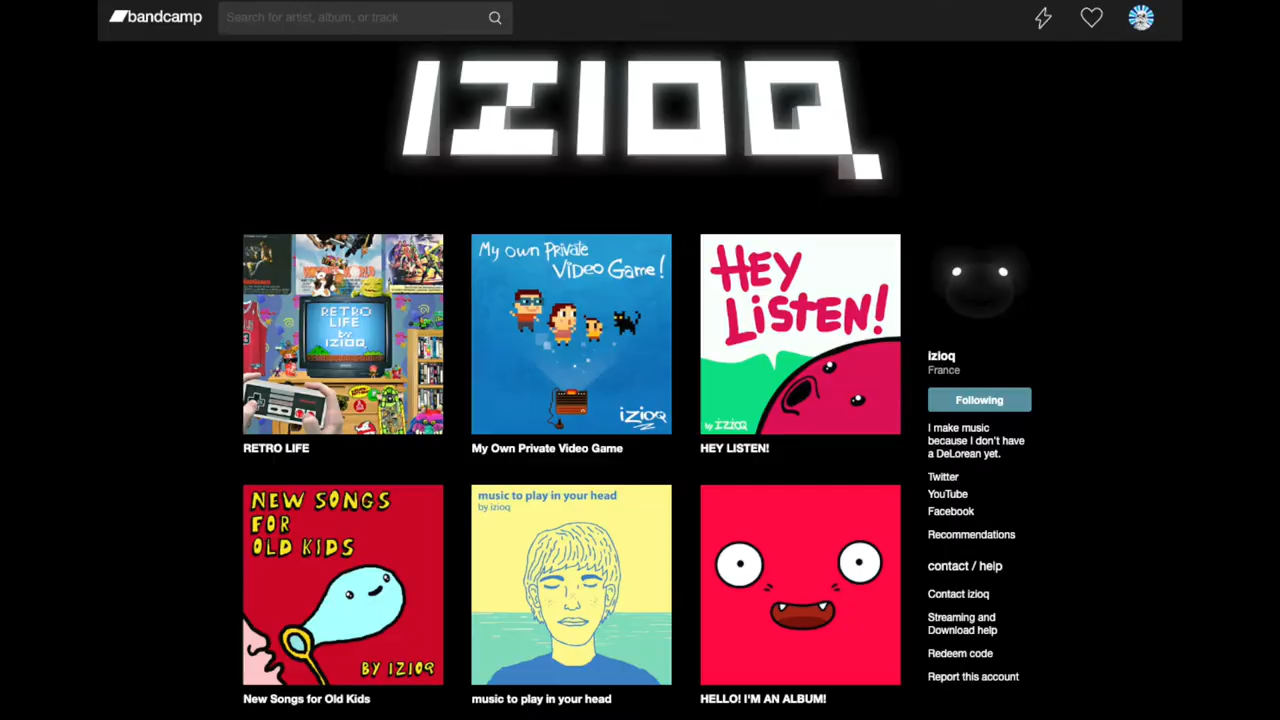 bandcamp
Search for artist, album, or track
IZIOQ
RETRO
LIFE
by
IZIOQ
My own Private
Video Game!
izioq
HEY
LiSTEN!
by IZIOQ
izioq
France
Following
I make music
because I don't have
a DeLorean yet.
Twitter
YouTube
Facebook
Recommendations
contact / help
Contact izioq
Streaming and
Download help
Redeem code
Report this account
RETRO LIFE
My Own Private Video Game
HEY LISTEN!
NEW SONGS
FOR
OLD KIDS
BY IZIOQ
music to play in your head
by izioq
New Songs for Old Kids
music to play in your head
HELLO! I'M AN ALBUM!